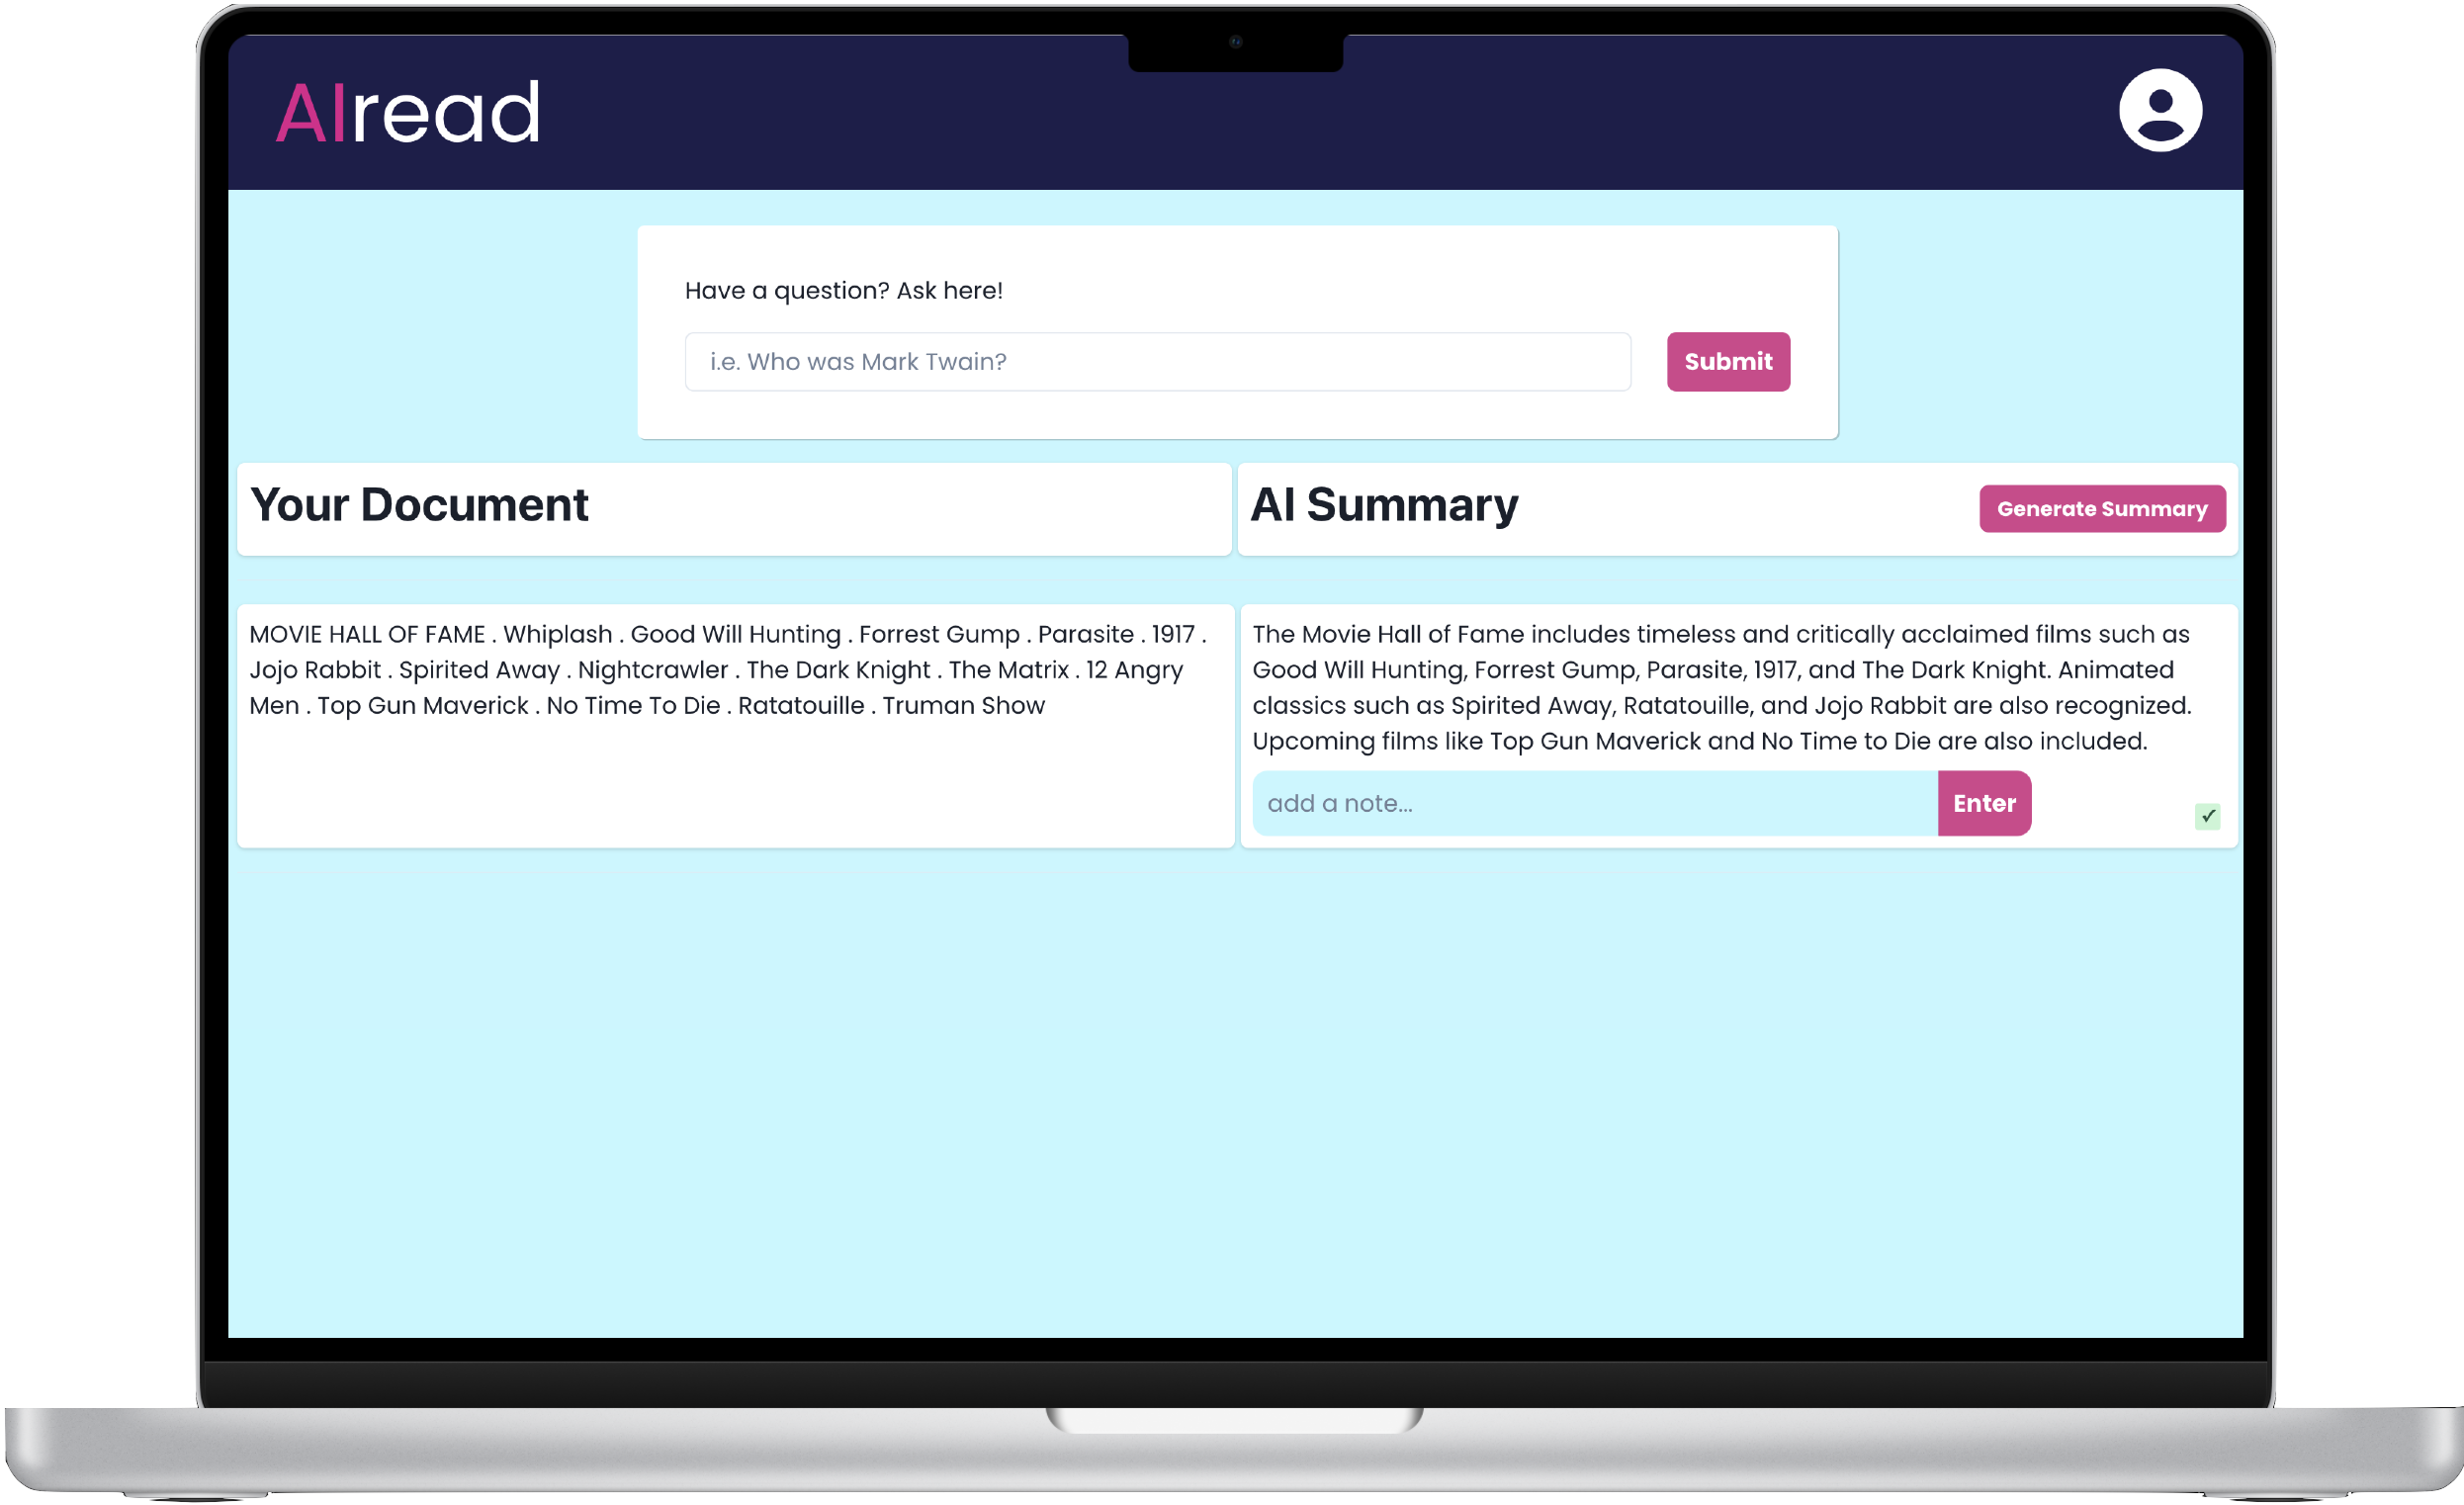 AIread
Have a question? Ask here!
i.e. Who was Mark Twain?
Submit
Your Document
AI Summary
Generate Summary
MOVIE HALL OF FAME . Whiplash . Good Will Hunting . Forrest Gump . Parasite . 1917 .
Jojo Rabbit . Spirited Away . Nightcrawler . The Dark Knight . The Matrix . 12 Angry
Men . Top Gun Maverick . No Time To Die . Ratatouille . Truman Show
The Movie Hall of Fame includes timeless and critically acclaimed films such as
Good Will Hunting, Forrest Gump, Parasite, 1917, and The Dark Knight. Animated
classics such as Spirited Away, Ratatouille, and Jojo Rabbit are also recognized.
Upcoming films like Top Gun Maverick and No Time to Die are also included.
add a note...
Enter